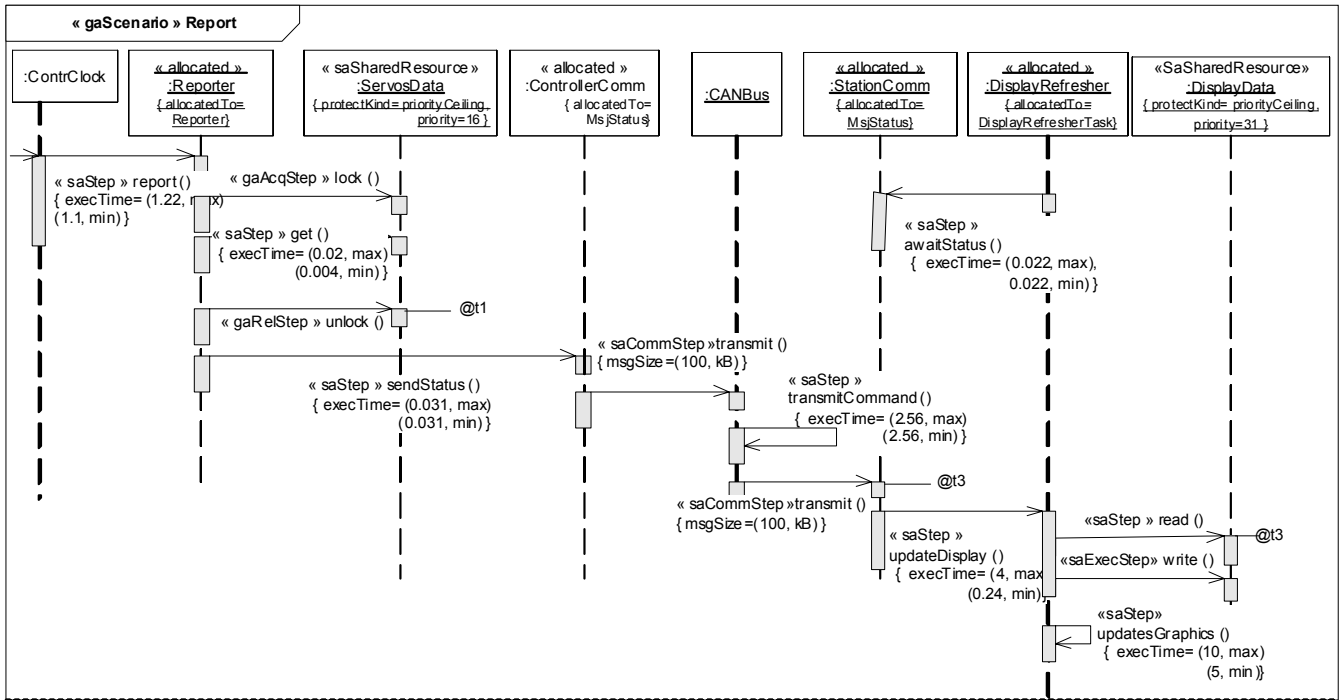 « gaScenario » Report
:ContrClock
« allocated »
:Reporter
{ allocatedTo=
Reporter}
« saSharedResource »
:ServosData
{ protectKind= priorityCeiling,
priority=16 }
« allocated »
:ControllerComm
{ allocatedTo=
MsjStatus}
:CANBus
« allocated »
:StationComm
{ allocatedTo=
MsjStatus}
« allocated »
:DisplayRefresher
{ allocatedTo=
DisplayRefresherTask}
«SaSharedResource»
:DisplayData
{ protectKind= priorityCeiling,
priority=31 }
« saStep » report ()
{ execTime= (1.22, max)
(1.1, min) }
« gaAcqStep » lock ()
« saStep » get ()
{ execTime= (0.02, max)
(0.004, min) }
« saStep »
awaitStatus ()
{ execTime= (0.022, max),
0.022, min) }
« gaRelStep » unlock ()
@t1
« saCommStep »transmit ()
{ msgSize =(100, kB) }
« saStep » sendStatus ()
{ execTime= (0.031, max)
(0.031, min) }
« saStep »
transmitCommand ()
{ execTime= (2.56, max)
(2.56, min) }
@t3
« saCommStep »transmit ()
{ msgSize =(100, kB) }
«saStep » read ()
@t3
« saStep »
updateDisplay ()
{ execTime= (4, max
(0.24, min)}
«saExecStep» write ()
«saStep»
updatesGraphics ()
{ execTime= (10, max)
(5, min)}